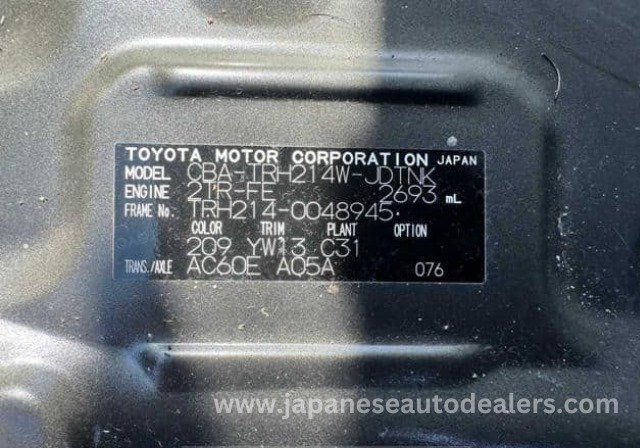 TOYOTA MOTOR CORPORATION JAPAN
MODEL CBA-TRH214W-JDTNK
ENGINE 2TR-FE 2693 mL
FRAME No. TRH214-0048945·
COLOR TRIM PLANT OPTION
209 YW13 C31
TRANS./AXLE AC60E A05A 076
www.japaneseautodealers.com